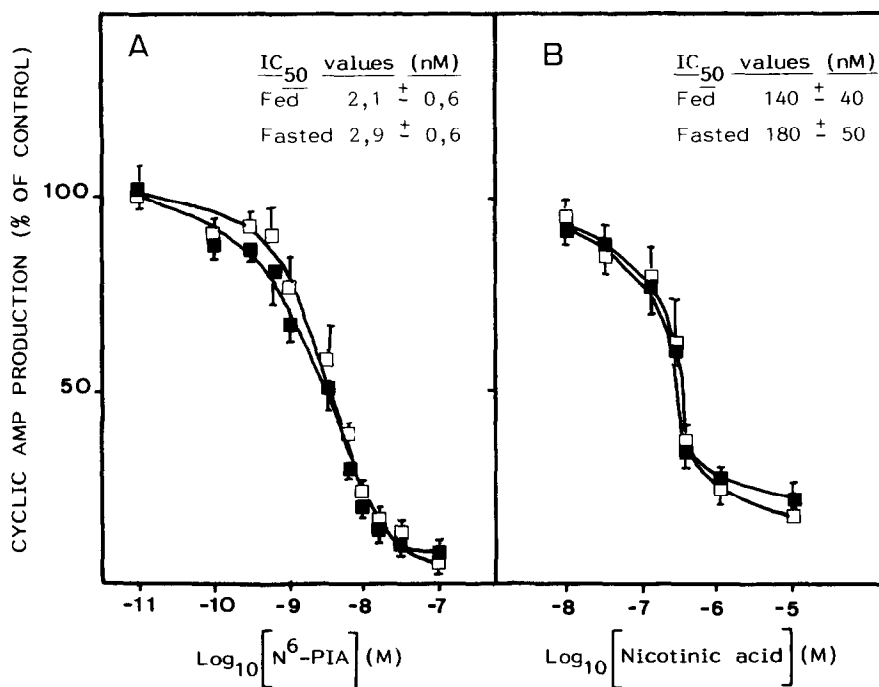 CYCLIC AMP PRODUCTION (% OF CONTROL)
100
50
A
IC50 values (nM)
Fed 2,1 ± 0,6
Fasted 2,9 ± 0,6
-11 -10 -9 -8 -7
Log10[N6-PIA](M)
B
IC50 values (nM)
Fed 140 ± 40
Fasted 180 ± 50
-8 -7 -6 -5 -4
Log10[Nicotinic acid](M)